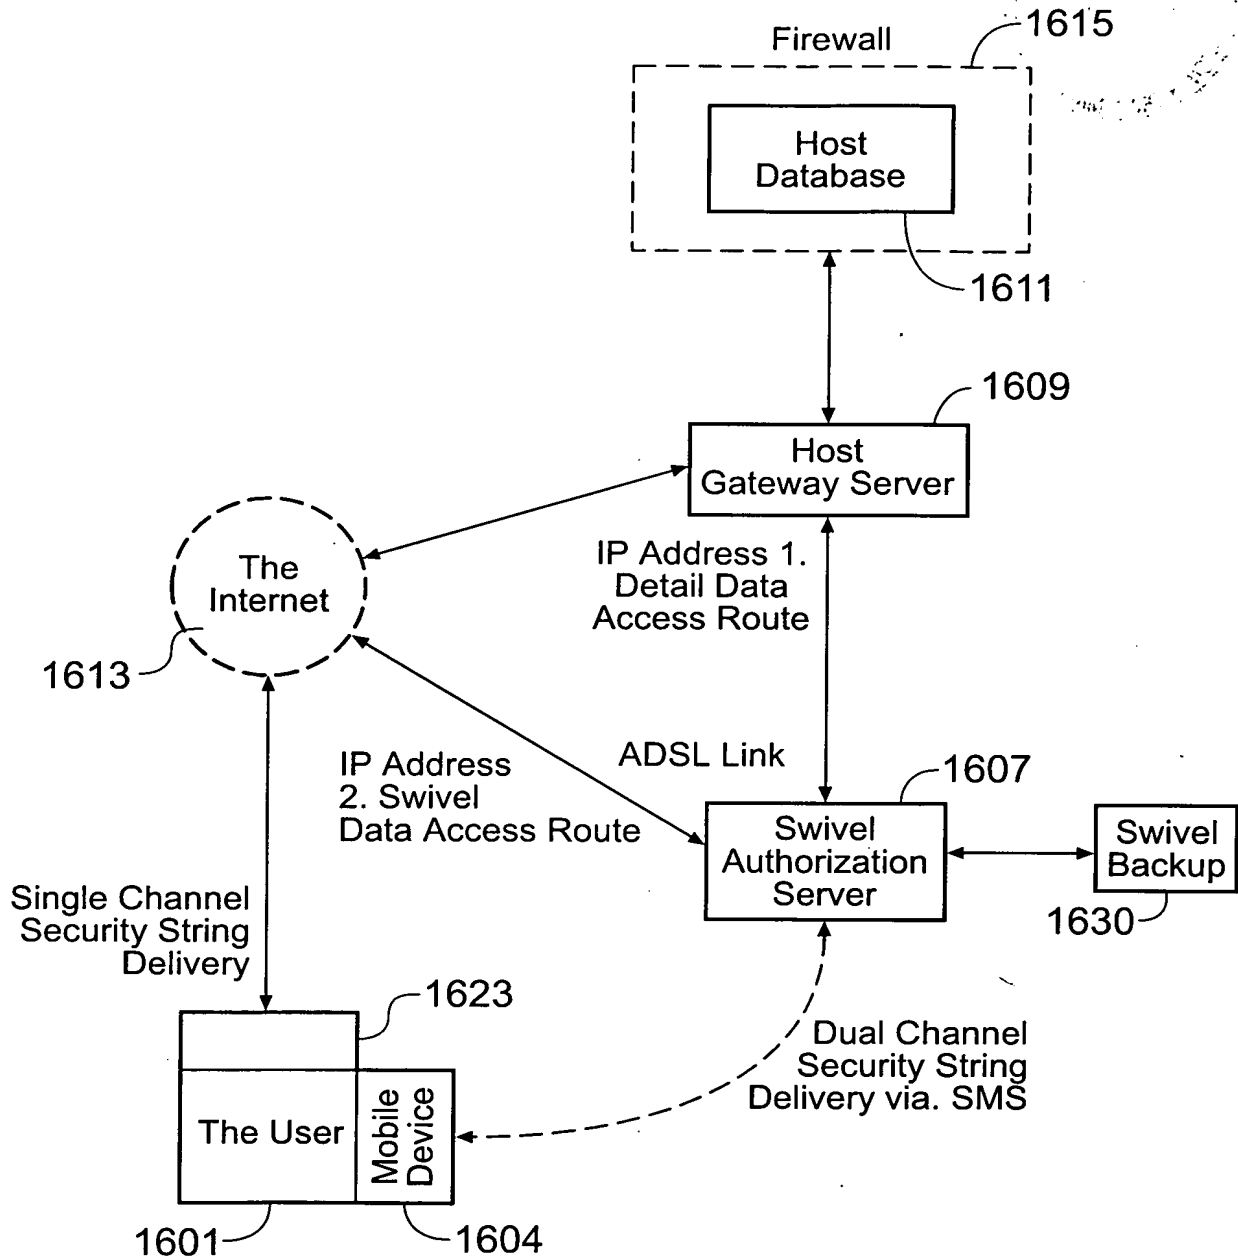 1615
Firewall
Host
Database
1611
1609
Host
Gateway Server
The
Internet
1613
IP Address 1.
Detail Data
Access Route
ADSL Link
IP Address
2. Swivel
Data Access Route
1607
Swivel
Authorization
Server
Swivel
Backup
1630
Single Channel
Security String
Delivery
1623
The User
Mobile
Device
Dual Channel
Security String
Delivery via. SMS
1601
1604